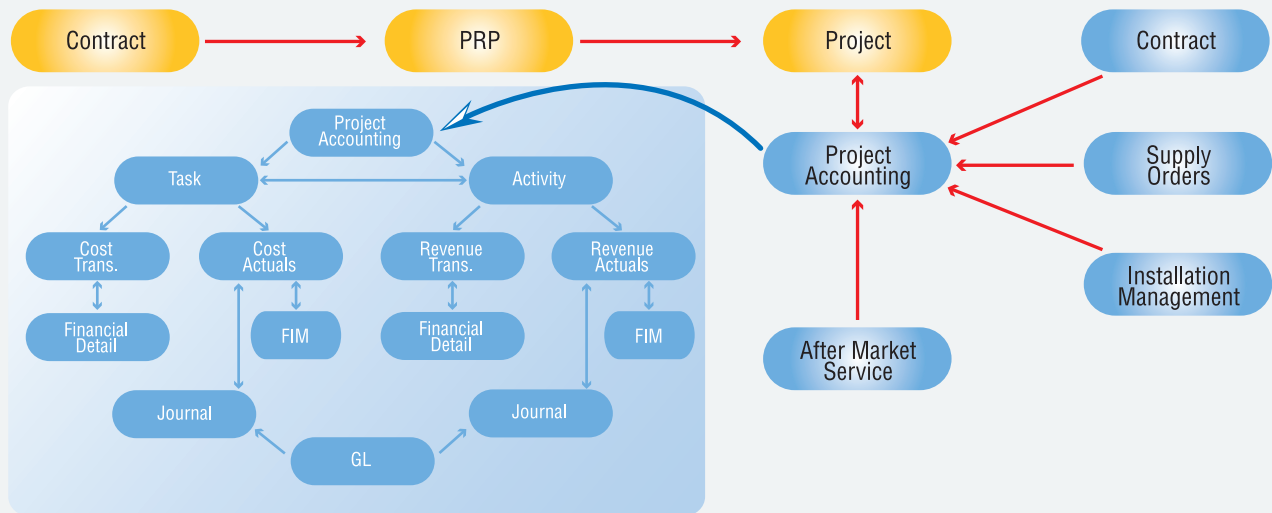 Contract
PRP
Project
Contract
Project
Accounting
Task
Activity
Cost
Trans.
Cost
Actuals
Revenue
Trans.
Revenue
Actuals
Financial
Detail
FIM
Financial
Detail
FIM
Journal
Journal
GL
Project
Accounting
Supply
Orders
Installation
Management
After Market
Service